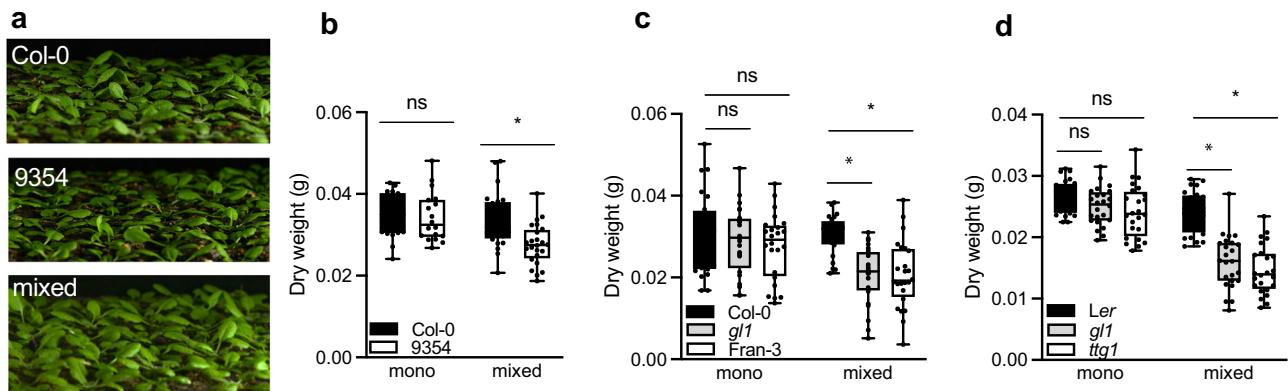 a
Col-0
9354
mixed
b
ns
*
0.06
0.04
0.02
0.00
Dry weight (g)
Col-0
9354
mono
mixed
c
ns
ns
*
*
0.06
0.04
0.02
0.00
Dry weight (g)
Col-0
gl1
Fran-3
mono
mixed
d
ns
ns
*
*
0.04
0.03
0.02
0.01
0.00
Dry weight (g)
Ler
gl1
ttg1
mono
mixed